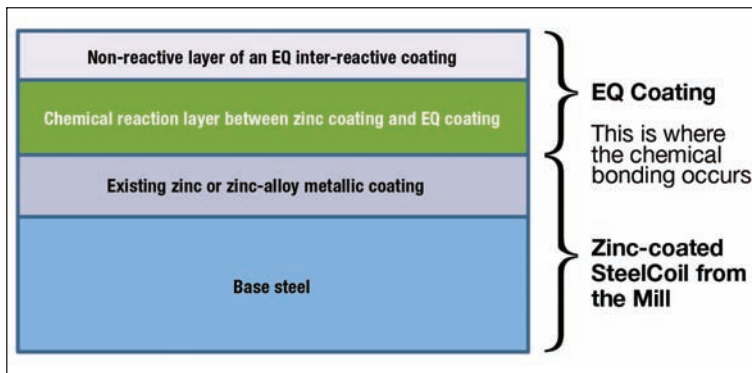 Non-reactive layer of an EQ inter-reactive coating
Chemical reaction layer between zinc coating and EQ coating
Existing zinc or zinc-alloy metallic coating
Base steel
EQ Coating
This is where
the chemical
bonding occurs
Zinc-coated
SteelCoil from
the Mill